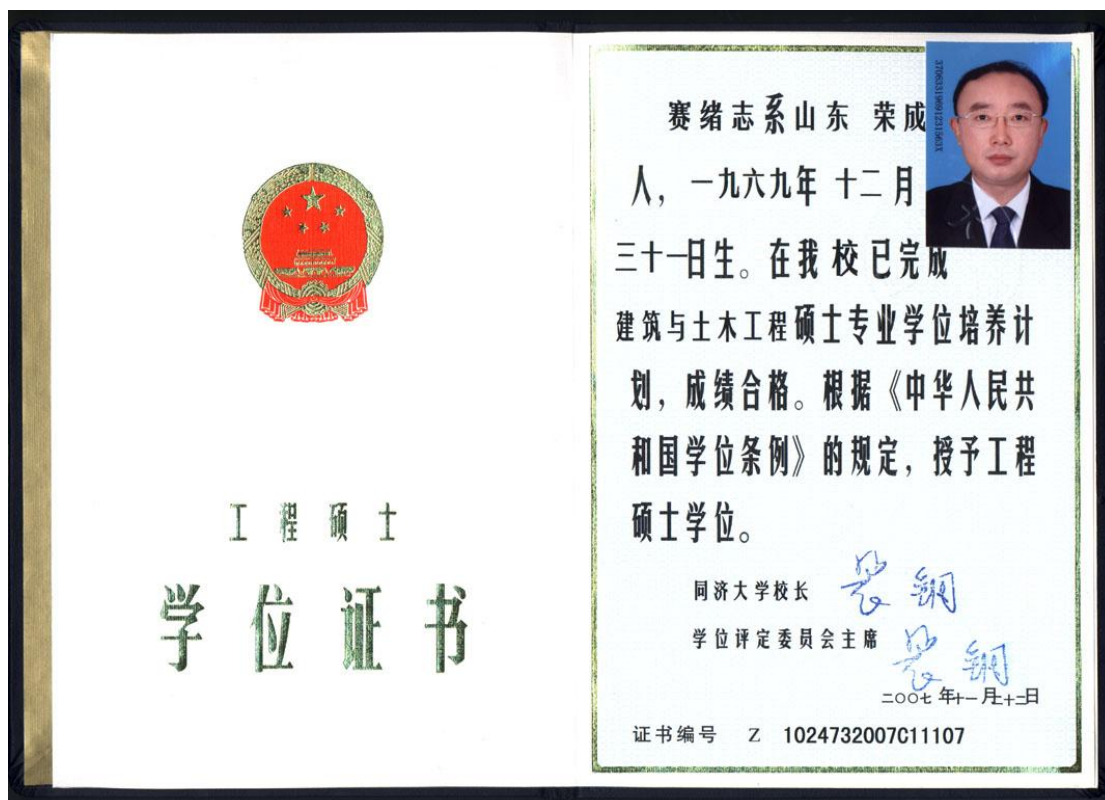 工程硕士
学位证书
赛绪志系山东 荣成
人，一九六九年 十二月
三十一日生。在我校已完成
建筑与土木工程硕士专业学位培养计
划，成绩合格。根据《中华人民共
和国学位条例》的规定，授予工程
硕士学位。
同济大学校长
学位评定委员会主席
二〇〇七 年十一月二十二日
证书编号 Z 1024732007C11107